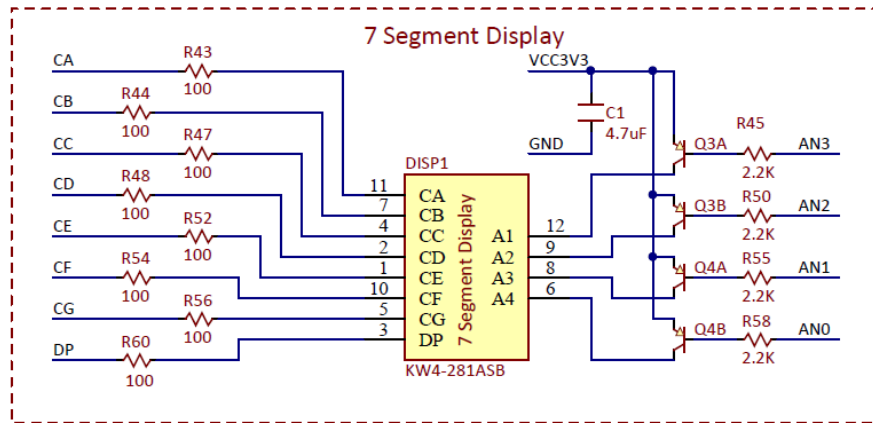 7 Segment Display
CA
R43
100
CB
R44
100
CC
R47
100
CD
R48
100
CE
R52
100
CF
R54
100
CG
R56
100
DP
R60
100
DISP1
11
7
4
2
1
10
5
3
CA
CB
CC
CD
CE
CF
CG
DP
7 Segment Display
A1
A2
A3
A4
12
9
8
6
KW4-281ASB
VCC3V3
C1
4.7uF
GND
Q3A
R45
2.2K
AN3
Q3B
R50
2.2K
AN2
Q4A
R55
2.2K
AN1
Q4B
R58
2.2K
AN0